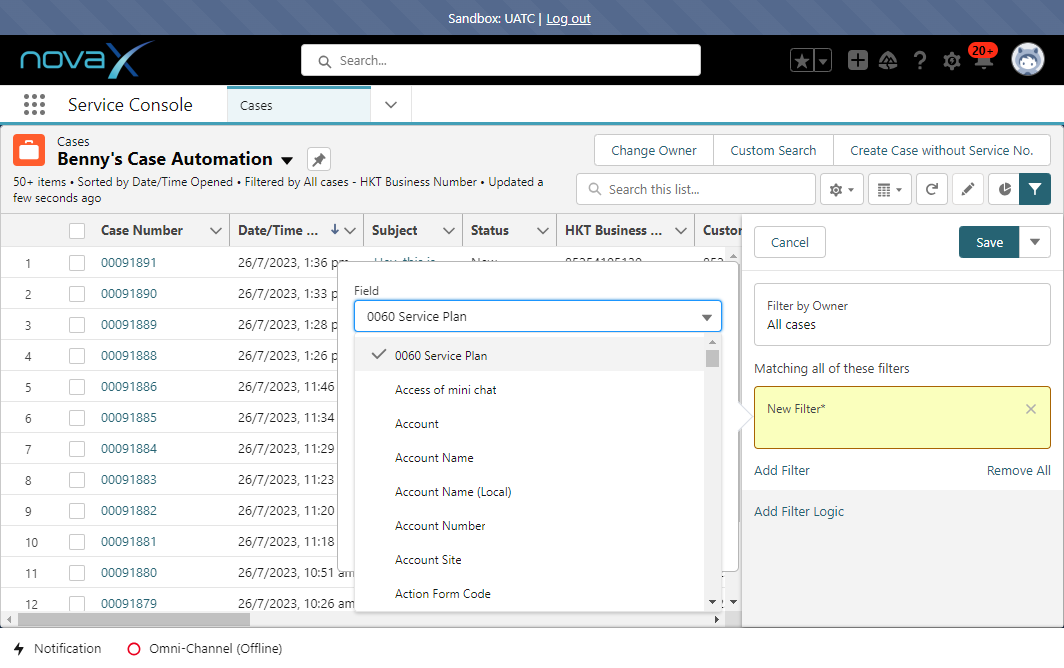 Sandbox: UATC | Log out
novaX
Search...
20+
Service Console
Cases
Cases
Benny's Case Automation
50+ items • Sorted by Date/Time Opened • Filtered by All cases - HKT Business Number • Updated a
few seconds ago
Change Owner
Custom Search
Create Case without Service No.
Search this list...
Case Number
Date/Time ...
Subject
Status
HKT Business ...
Custor
1 00091891 26/7/2023, 1:36 pm
2 00091890 26/7/2023, 1:33 p
3 00091889 26/7/2023, 1:28 p
4 00091888 26/7/2023, 1:26 p
5 00091886 26/7/2023, 11:46
6 00091885 26/7/2023, 11:34
7 00091884 26/7/2023, 11:29
8 00091883 26/7/2023, 11:23
9 00091882 26/7/2023, 11:20
10 00091881 26/7/2023, 11:18
11 00091880 26/7/2023, 10:51 am
12 00091879 26/7/2023, 10:26 am
Field
0060 Service Plan
0060 Service Plan
Access of mini chat
Account
Account Name
Account Name (Local)
Account Number
Account Site
Action Form Code
Cancel
Save
Filter by Owner
All cases
Matching all of these filters
New Filter*
Add Filter
Remove All
Add Filter Logic
Notification
Omni-Channel (Offline)